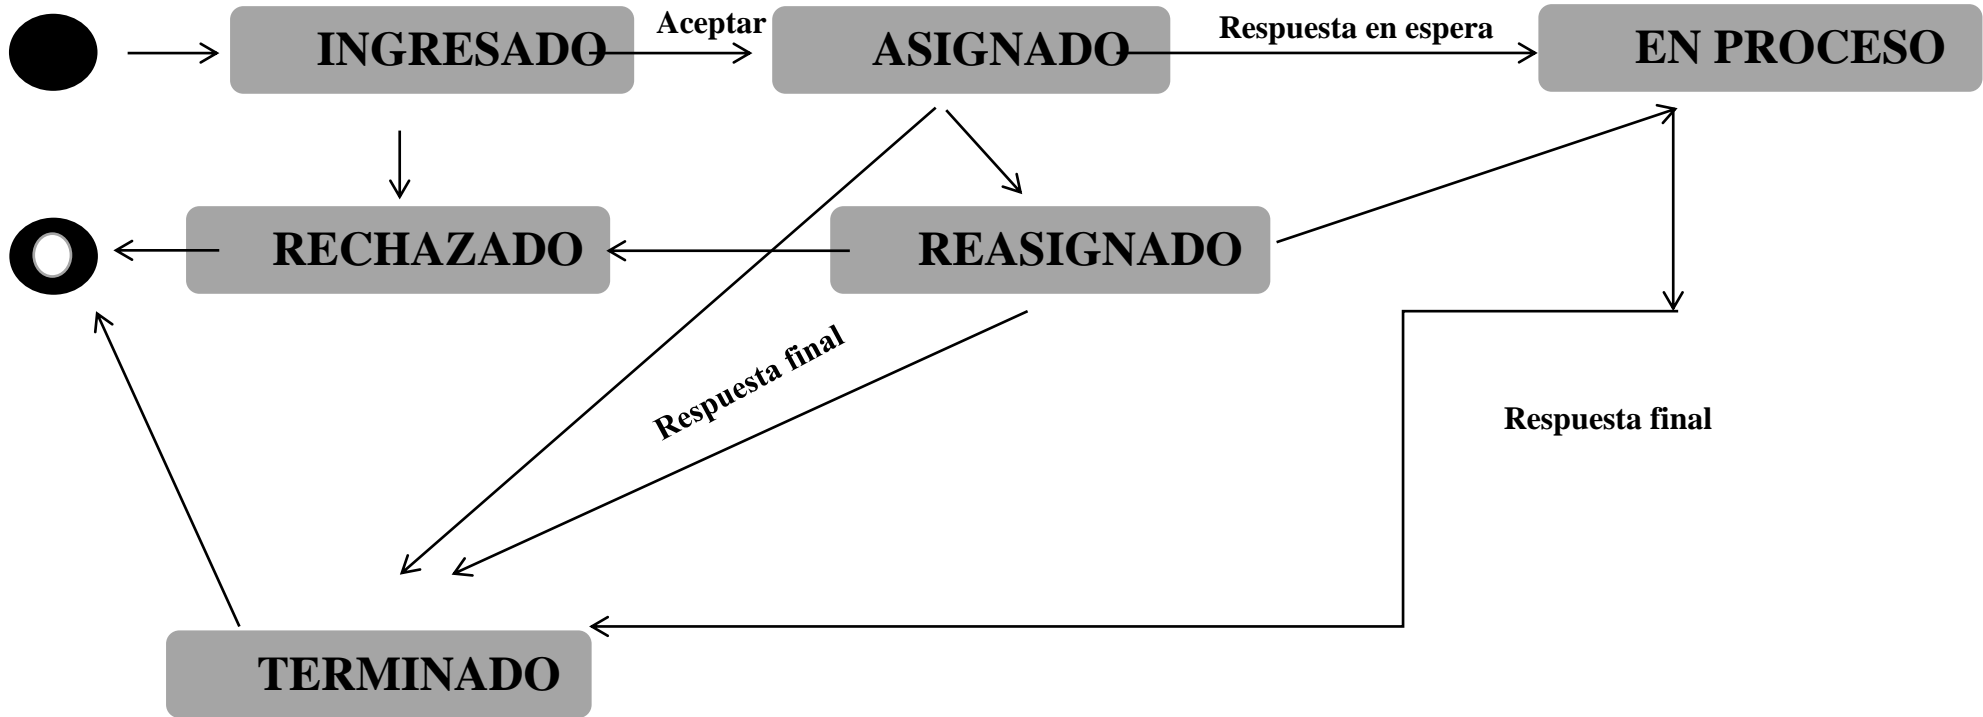 INGRESADO
Aceptar
ASIGNADO
Respuesta en espera
EN PROCESO
RECHAZADO
REASIGNADO
Respuesta final
Respuesta final
TERMINADO